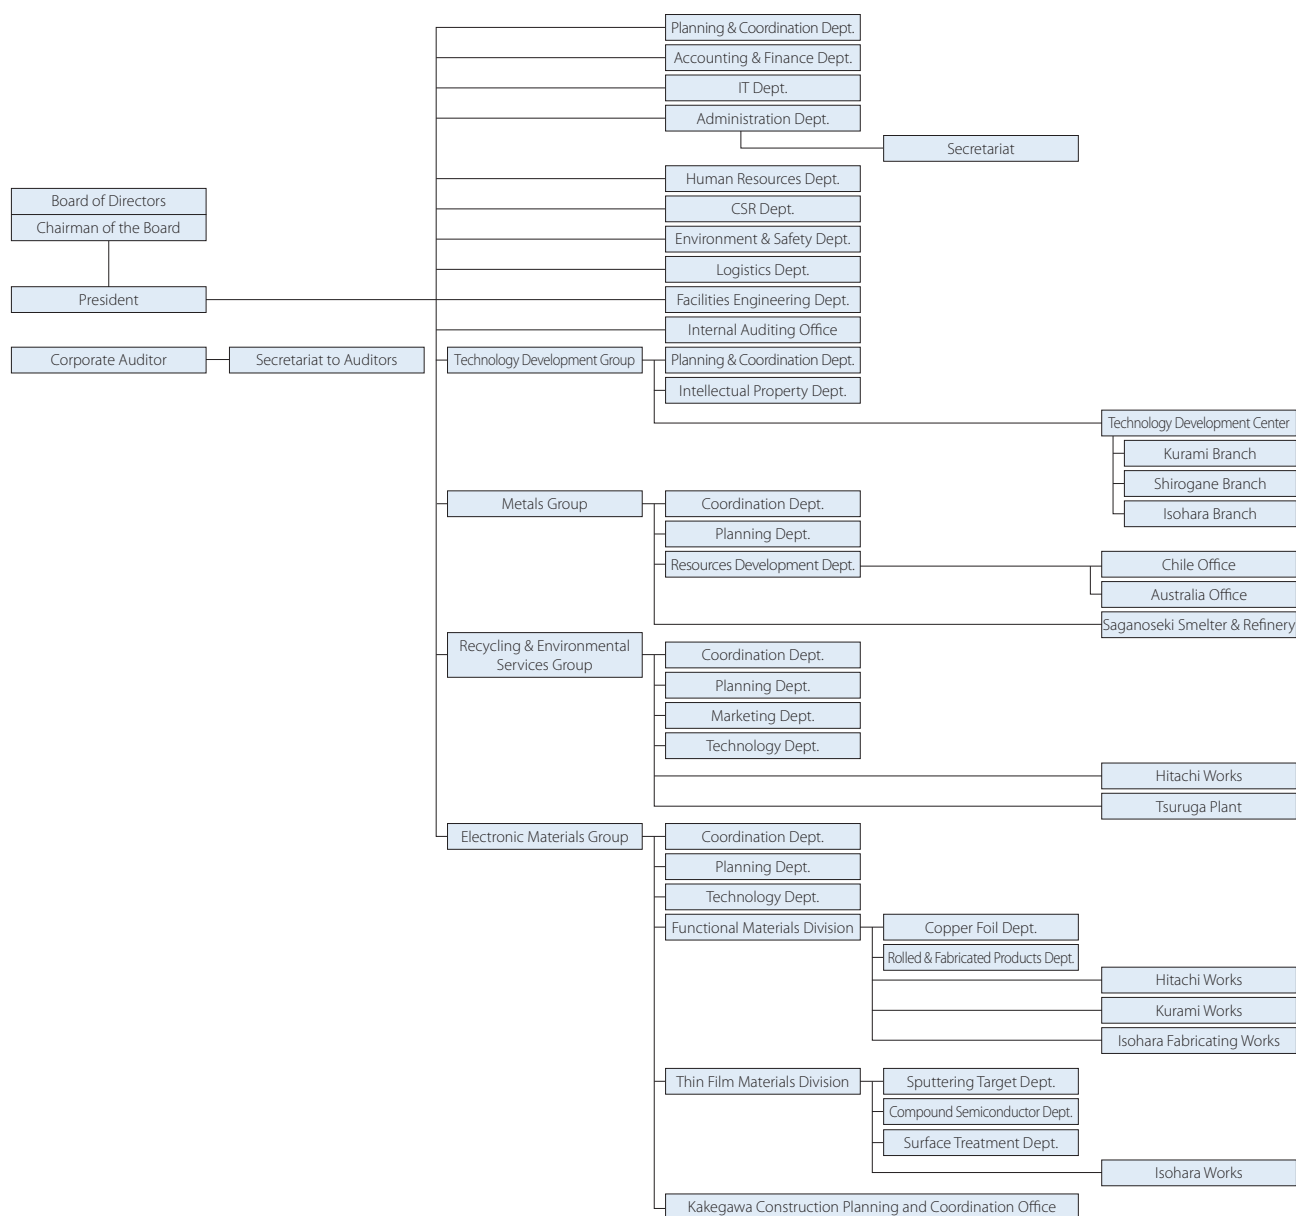 Planning & Coordination Dept.
Accounting & Finance Dept.
IT Dept.
Administration Dept.
Secretariat
Human Resources Dept.
Board of Directors
CSR Dept.
Chairman of the Board
Environment & Safety Dept.
Logistics Dept.
President
Facilities Engineering Dept.
Internal Auditing Office
Corporate Auditor
Secretariat to Auditors
Technology Development Group
Planning & Coordination Dept.
Intellectual Property Dept.
Technology Development Center
Kurami Branch
Shirogane Branch
Isohara Branch
Metals Group
Coordination Dept.
Planning Dept.
Resources Development Dept.
Chile Office
Australia Office
Saganoseki Smelter & Refinery
Recycling & Environmental
Services Group
Coordination Dept.
Planning Dept.
Marketing Dept.
Technology Dept.
Hitachi Works
Tsuruga Plant
Electronic Materials Group
Coordination Dept.
Planning Dept.
Technology Dept.
Functional Materials Division
Copper Foil Dept.
Rolled & Fabricated Products Dept.
Hitachi Works
Kurami Works
Isohara Fabricating Works
Thin Film Materials Division
Sputtering Target Dept.
Compound Semiconductor Dept.
Surface Treatment Dept.
Isohara Works
Kakegawa Construction Planning and Coordination Office